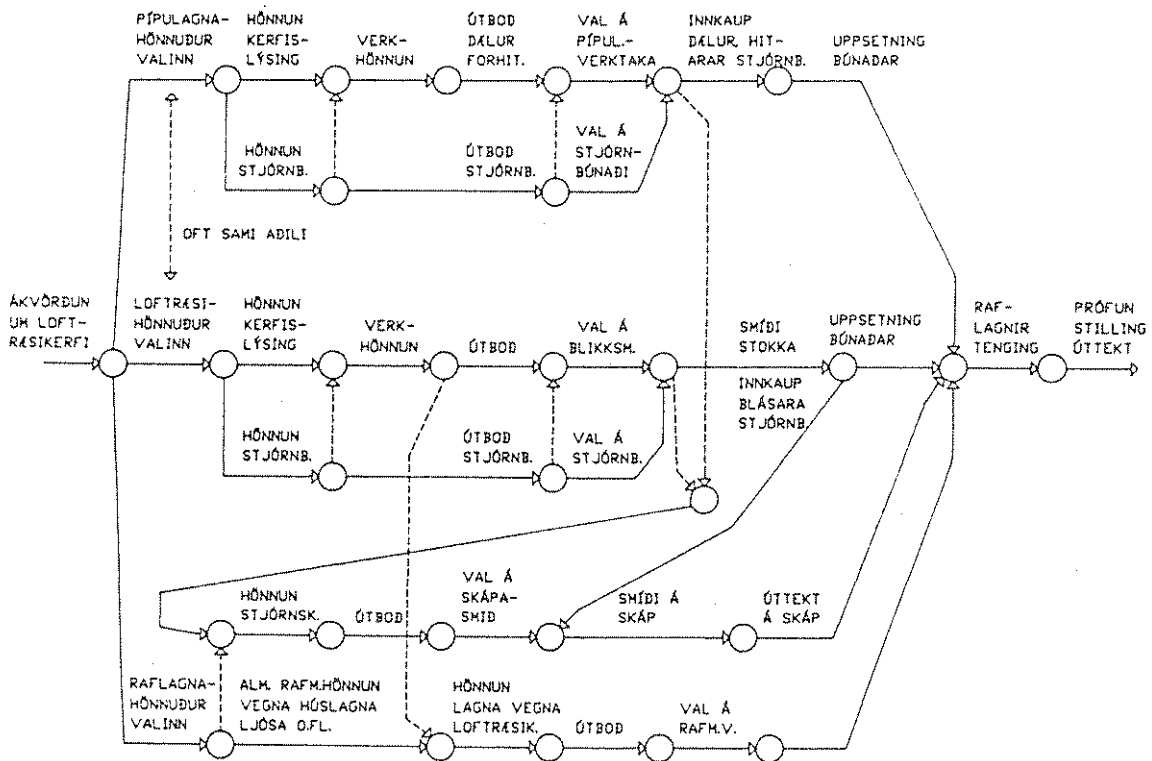 PÍPULAGNA-
HÖNNUÐUR
VALINN
HÖNNUN
KERFIS-
LÝSING
VERK-
HÖNNUN
ÚTBOÐ
DÆLUR
FORHIT.
VAL Á
PÍPUL.-
VERKTAKA
INNKAUP
DÆLUR, HIT-
ARAR STJÓRNB.
UPPSETNING
BÚNAÐAR
HÖNNUN
STJÓRNB.
ÚTBOÐ
STJÓRNB.
VAL Á
STJÓRN-
BÚNAÐI
OFT SAMI AÐILI
ÁKVÖRÐUN
UM LOFT-
RÆSIKERFI
LOFTRÆSI-
HÖNNUÐUR
VALINN
HÖNNUN
KERFIS-
LÝSING
VERK-
HÖNNUN
ÚTBOÐ
VAL Á
BLIKKSM.
SMÍÐI
STOKKA
INNKAUP
BLÁSARA
STJÓRNB.
UPPSETNING
BÚNAÐAR
RAF-
LAGNIR
TENGING
PRÓFUN
STILLING
ÚTTEKT
HÖNNUN
STJÓRNB.
ÚTBOÐ
STJÓRNB.
VAL Á
STJÓRNB.
HÖNNUN
STJÓRNSK.
ÚTBOÐ
VAL Á
SKÁPA-
SMIÐ
SMÍÐI Á
SKÁP
ÚTTEKT
Á SKÁP
RAFLAGNA-
HÖNNUÐUR
VALINN
ALM. RAFM.HÖNNUN
VEGNA HÚSLAGNA
LJÓSA O.FL.
HÖNNUN
LAGNA VEGNA
LOFTRÆSIK.
ÚTBOÐ
VAL Á
RAFM.V.